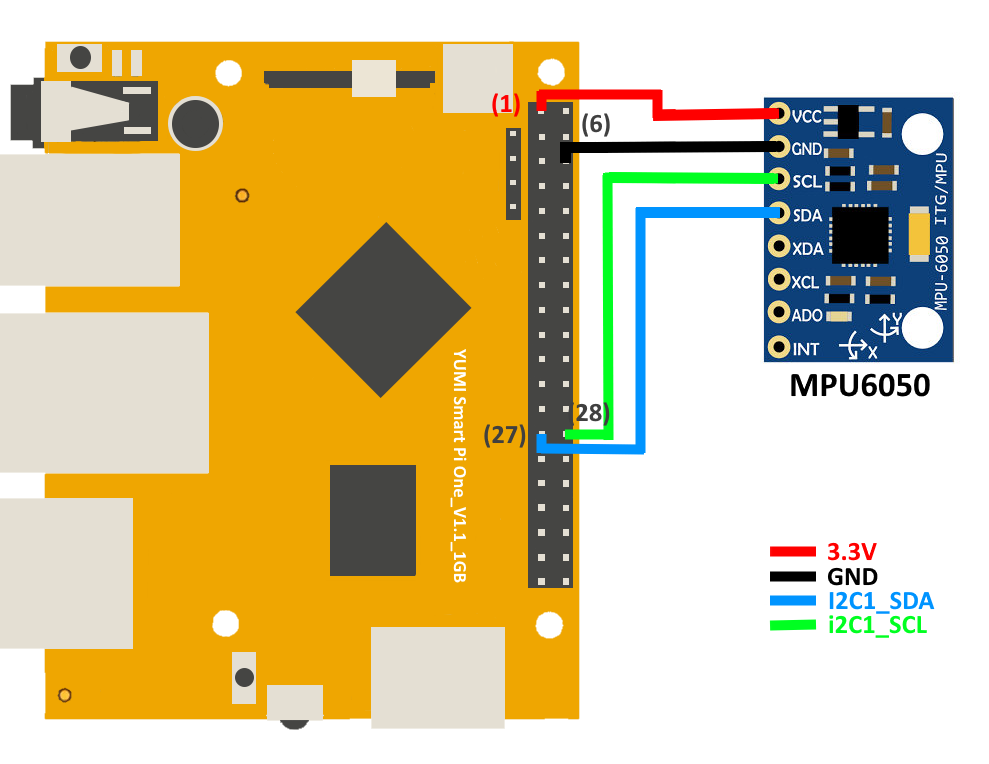 (1)
(6)
VCC
GND
SCL
SDA
XDA
XCL
ADO
INT
MPU-6050 ITG/MPU
Y
X
MPU6050
YUMI Smart Pi One_V1.1_1GB
(28)
(27)
3.3V
GND
I2C1_SDA
i2C1_SCL